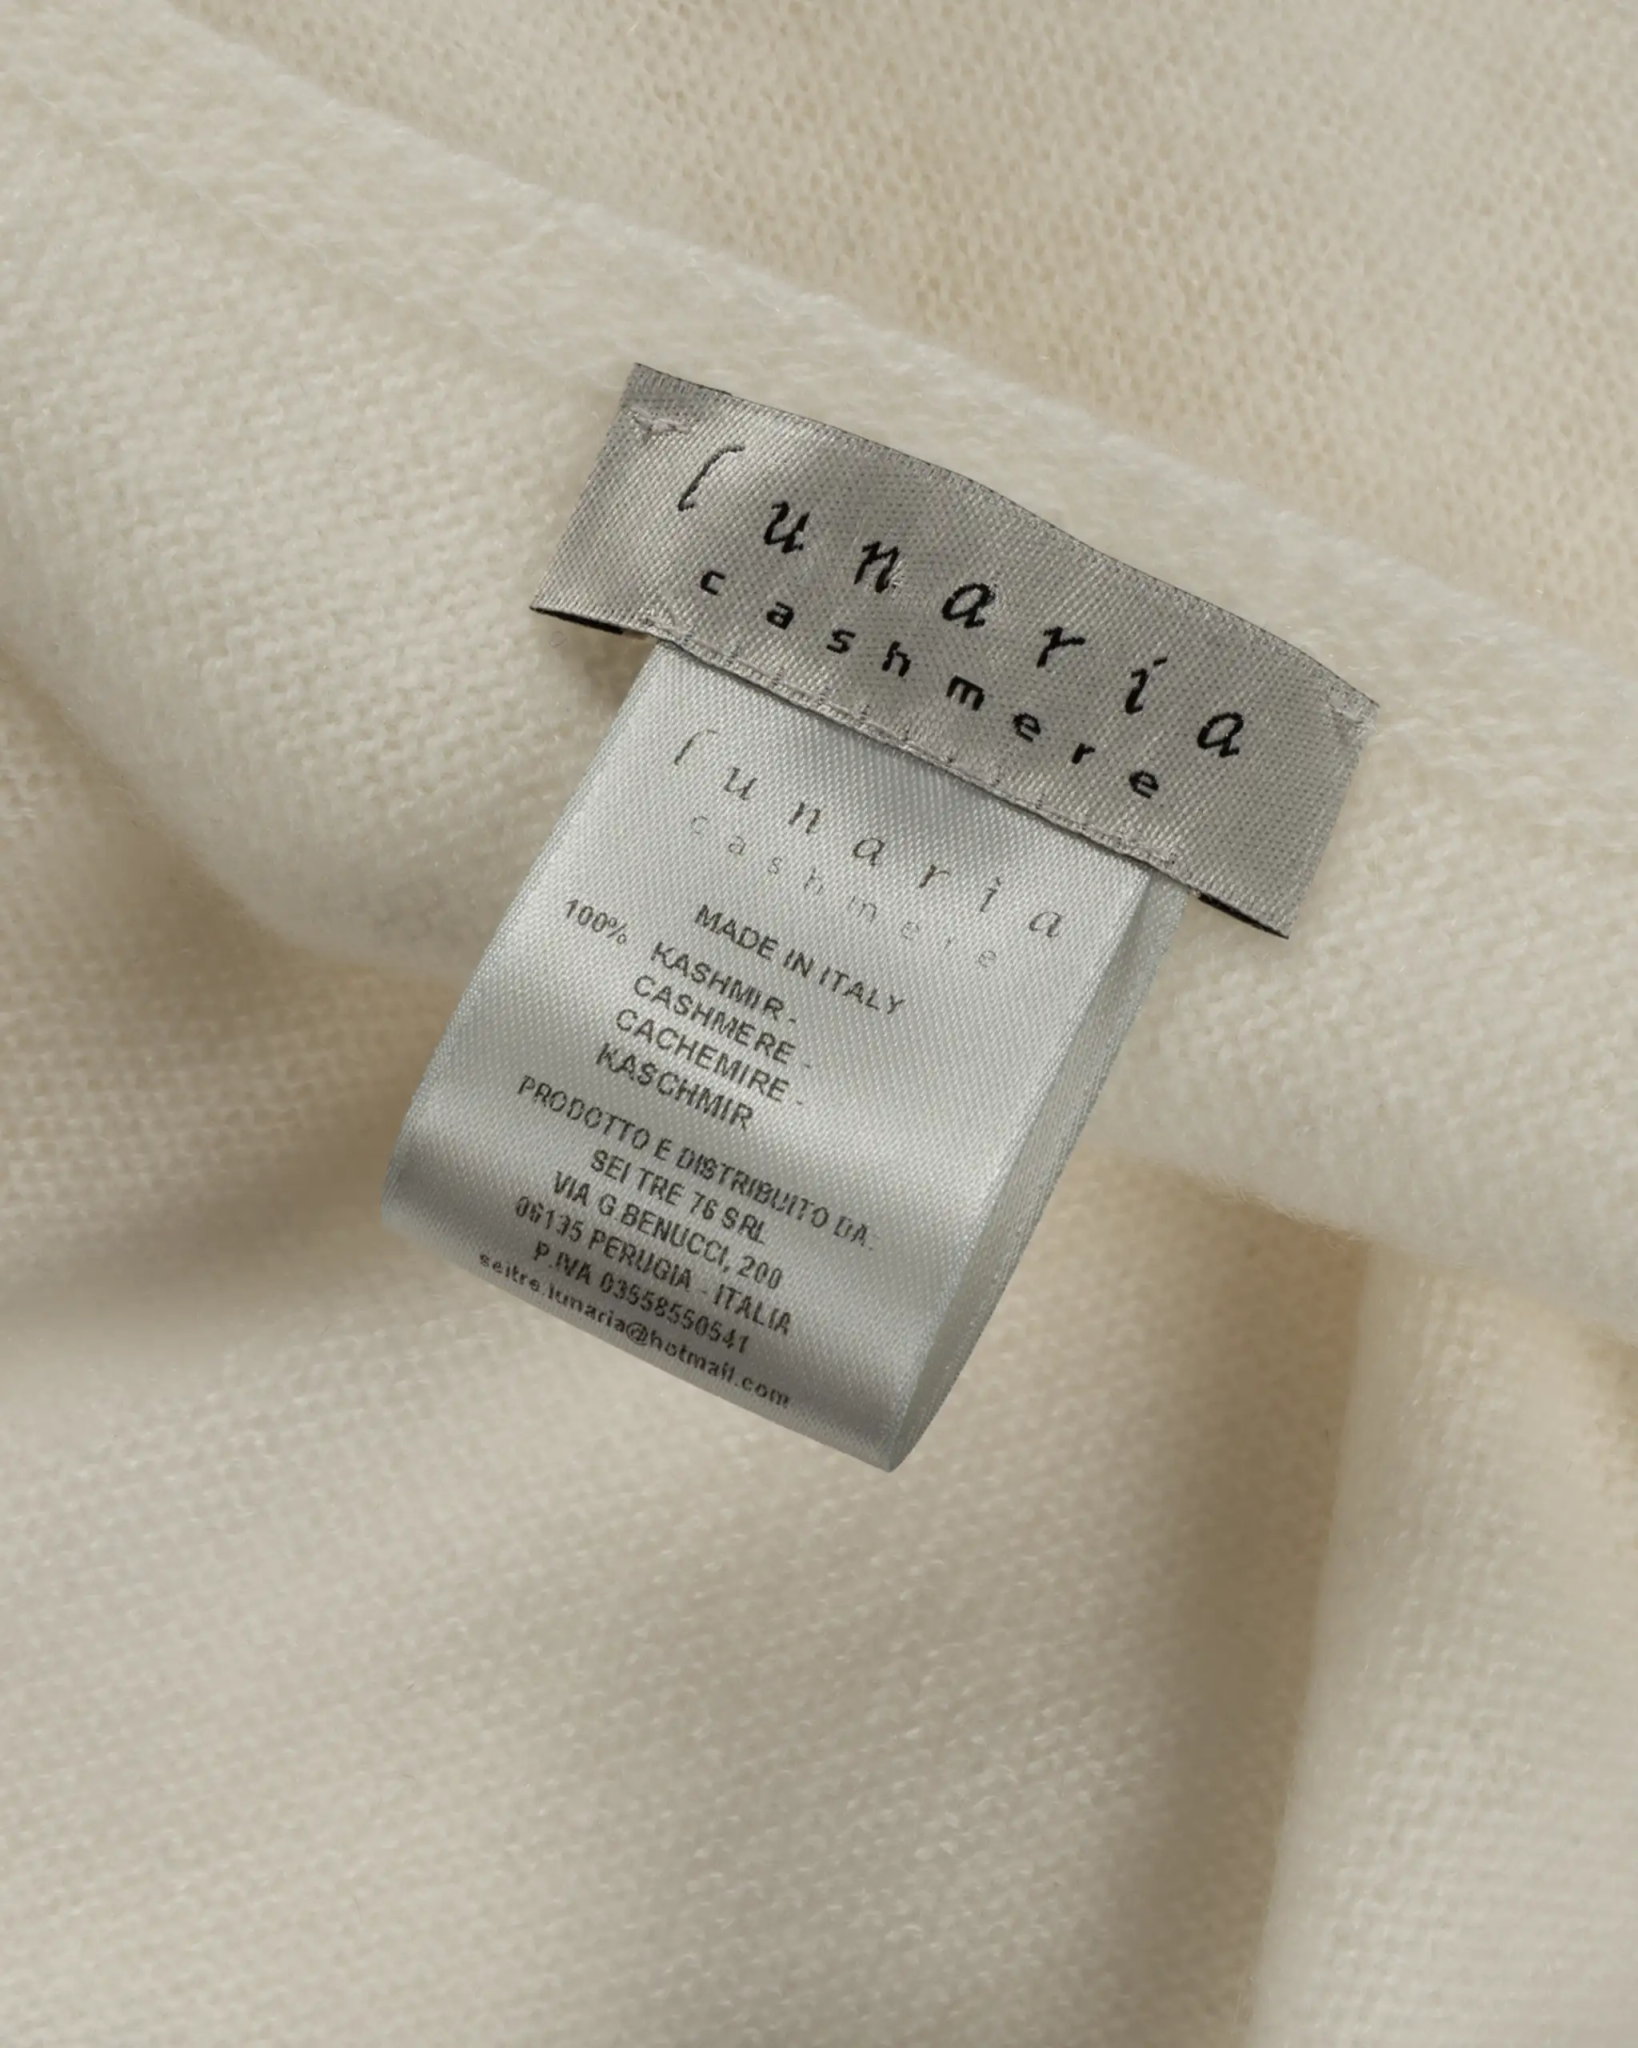 lunaria
cashmere
lunaria
cashmere
MADE IN ITALY
100% KASHMIR -
CASHMERE -
CACHEMIRE -
KASCHMIR
PRODOTTO E DISTRIBUITO DA.
SEI TRE 76 SRL
VIA G.BENUCCI, 200
06135 PERUGIA - ITALIA
P.IVA 03558550541
seitre.lunaria@hotmail.com